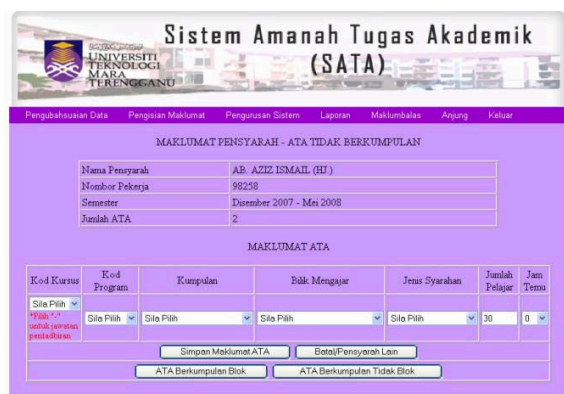 Sistem Amanah Tugas Akademik
(SATA)
UNIVERSITI
TEKNOLOGI
MARA
TERENGGANU
Pengubahsuaian Data Pengisian Maklumat Pengurusan Sistem Laporan Maklumbalas Anjung Keluar
MAKLUMAT PENSYARAH - ATA TIDAK BERKUMPULAN
Nama Pensyarah AB. AZIZ ISMAIL (HJ.)
Nombor Pekerja 98258
Semester Disember 2007 - Mei 2008
Jumlah ATA 2
MAKLUMAT ATA
Kod Kursus Kod Program Kumpulan Bilik Mengajar Jenis Syarahan Jumlah Pelajar Jam Temu
Sila Pilih
*Pilih "-"
untuk jawatan
pentadbiran
Sila Pilih Sila Pilih Sila Pilih Sila Pilih 30 0
Simpan Maklumat ATA Batal/Pensyarah Lain
ATA Berkumpulan Blok ATA Berkumpulan Tidak Blok